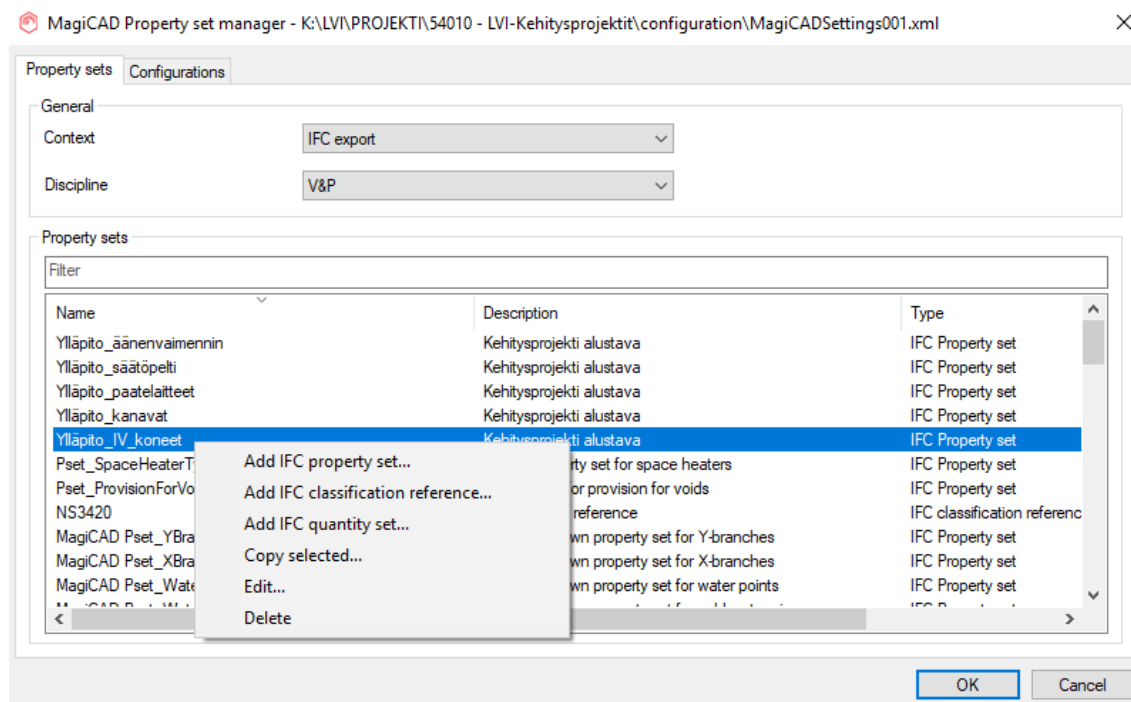 MagiCAD Property set manager - K:\LVI\PROJEKTI\54010 - LVI-Kehitysprojektit\configuration\MagiCADSettings001.xml
Property sets Configurations
General
Context IFC export
Discipline V&P
Property sets
Filter
Name Description Type
Ylläpito_äänenvaimennin Kehitysprojekti alustava IFC Property set
Ylläpito_säätöpelti Kehitysprojekti alustava IFC Property set
Ylläpito_paatelaitteet Kehitysprojekti alustava IFC Property set
Ylläpito_kanavat Kehitysprojekti alustava IFC Property set
Ylläpito_IV_koneet Kehitysprojekti alustava IFC Property set
Pset_SpaceHeaterTy rty set for space heaters IFC Property set
Pset_ProvisionForVo or provision for voids IFC Property set
NS3420 reference IFC classification referenc
MagiCAD Pset_YBra wn property set for Y-branches IFC Property set
MagiCAD Pset_XBra wn property set for X-branches IFC Property set
MagiCAD Pset_Wate wn property set for water points IFC Property set
Add IFC property set...
Add IFC classification reference...
Add IFC quantity set...
Copy selected...
Edit...
Delete
OK Cancel